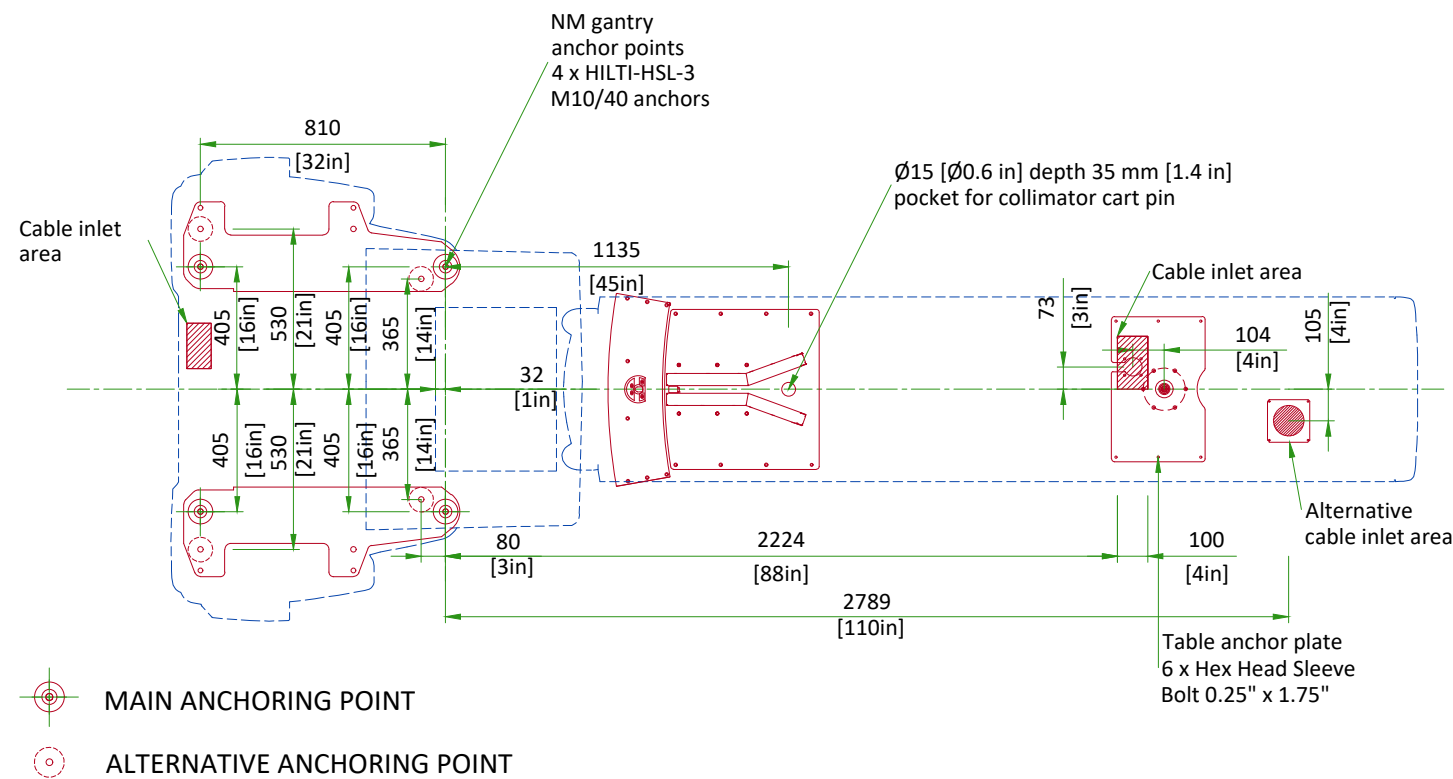 NM gantry
anchor points
4 x HILTI-HSL-3
M10/40 anchors
810
[32in]
Ø15 [Ø0.6 in] depth 35 mm [1.4 in]
pocket for collimator cart pin
Cable inlet
area
1135
[45in]
Cable inlet area
73
[3in]
104
[4in]
105
[4in]
405
[16in]
530
[21in]
405
[16in]
365
[14in]
32
[1in]
405
[16in]
530
[21in]
405
[16in]
365
[14in]
Alternative
cable inlet area
80
[3in]
2224
[88in]
100
[4in]
2789
[110in]
Table anchor plate
6 x Hex Head Sleeve
Bolt 0.25" x 1.75"
MAIN ANCHORING POINT
ALTERNATIVE ANCHORING POINT